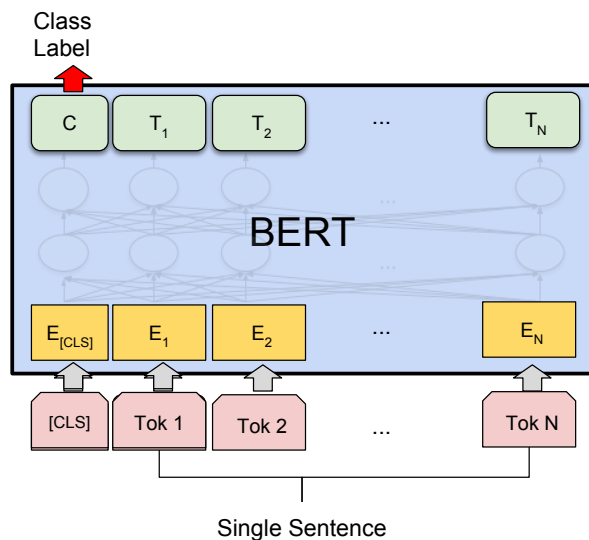 Class
Label
C T1 T2 ... TN
...
BERT
...
E[CLS] E1 E2 ... EN
[CLS] Tok 1 Tok 2 ... Tok N
Single Sentence